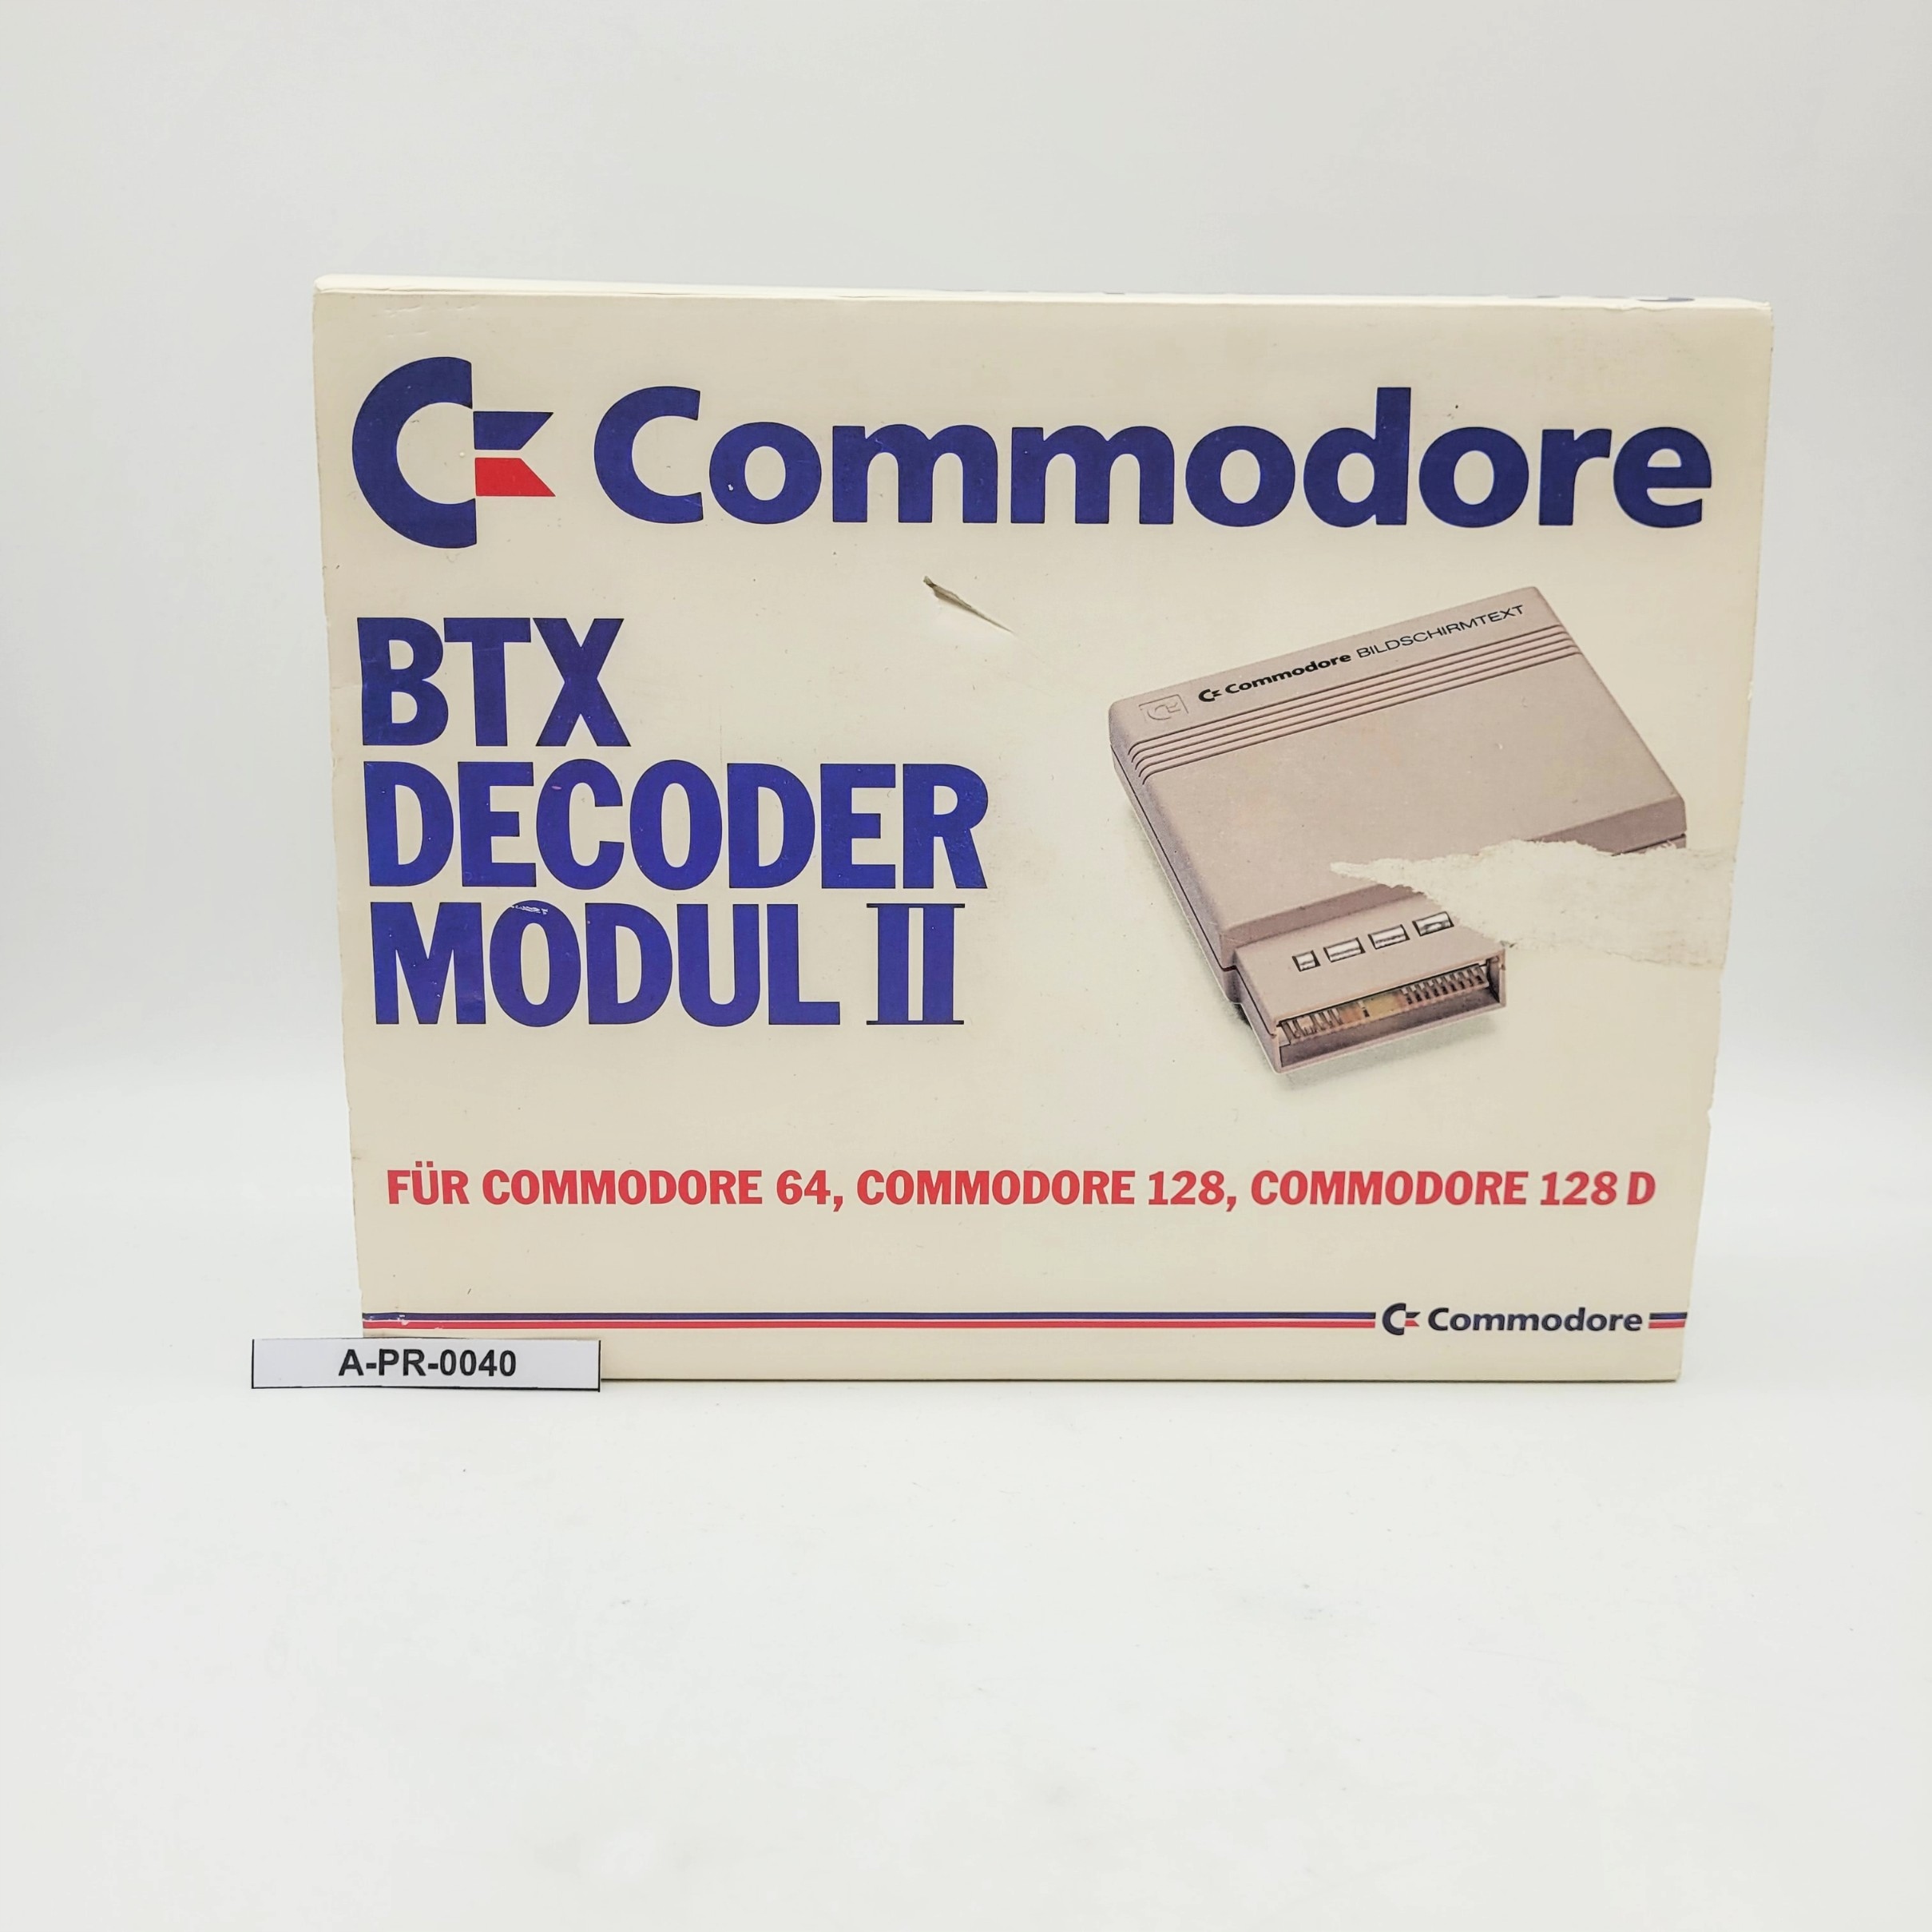 Commodore
BTX
DECODER
MODUL II
Commodore BILDSCHIRMTEXT
FÜR COMMODORE 64, COMMODORE 128, COMMODORE 128 D
Commodore
A-PR-0040